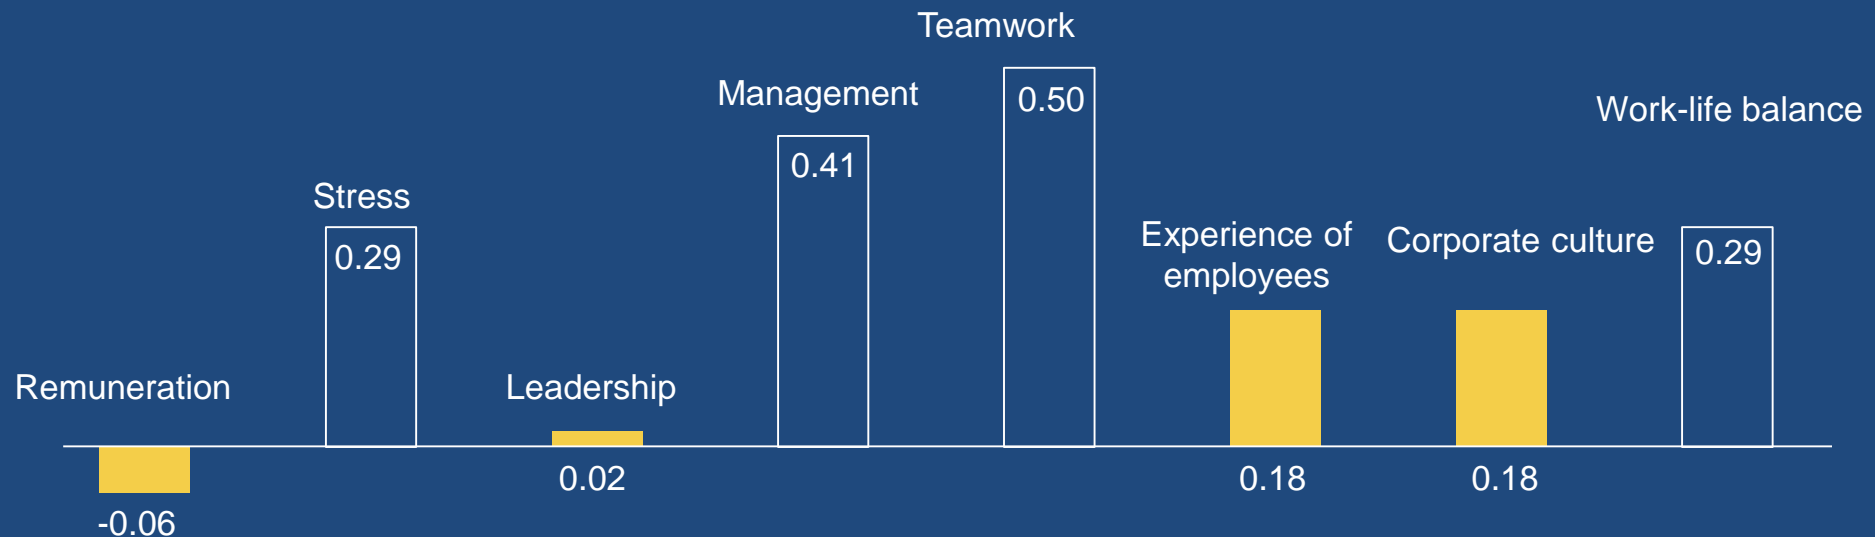 Teamwork
Management
0.50
Work-life balance
0.41
Stress
Experience of
employees
Corporate culture
0.29
0.29
Remuneration
Leadership
0.02
0.18
0.18
-0.06